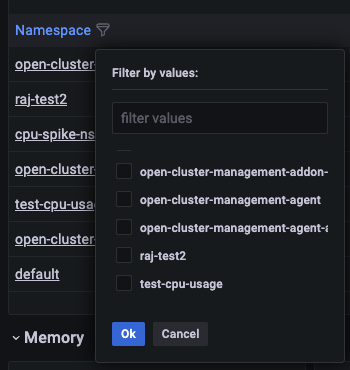 Namespace
open-cluster-
raj-test2
cpu-spike-ns
open-cluster
test-cpu-usa
open-cluster-
default
Memory
Filter by values:
filter values
open-cluster-management-addon-
open-cluster-management-agent
open-cluster-management-agent-a
raj-test2
test-cpu-usage
Ok
Cancel